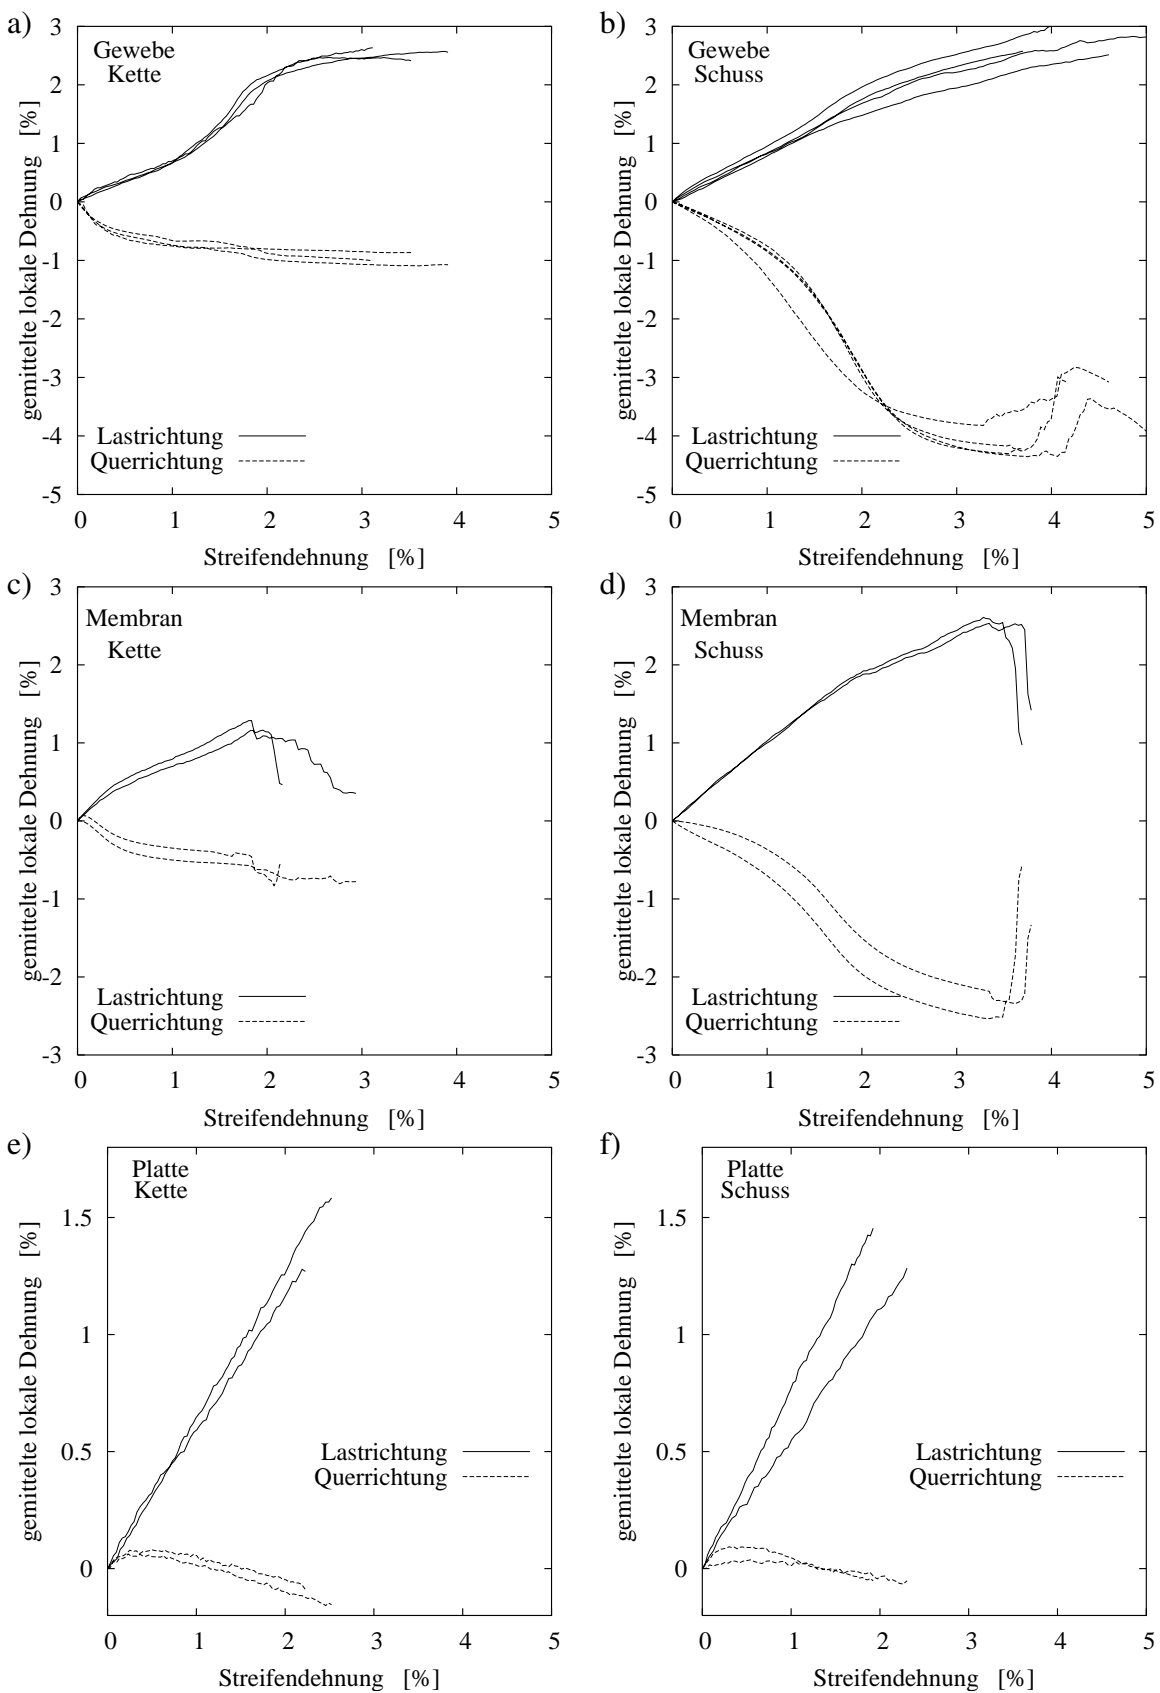 a)
Gewebe
Kette
gemittelte lokale Dehnung [%]
3
2
1
0
-1
-2
-3
-4
-5
Lastrichtung
Querrichtung
0 1 2 3 4 5
Streifendehnung [%]
b)
Gewebe
Schuss
gemittelte lokale Dehnung [%]
3
2
1
0
-1
-2
-3
-4
-5
Lastrichtung
Querrichtung
0 1 2 3 4 5
Streifendehnung [%]
c)
Membran
Kette
gemittelte lokale Dehnung [%]
3
2
1
0
-1
-2
-3
Lastrichtung
Querrichtung
0 1 2 3 4 5
Streifendehnung [%]
d)
Membran
Schuss
gemittelte lokale Dehnung [%]
3
2
1
0
-1
-2
-3
Lastrichtung
Querrichtung
0 1 2 3 4 5
Streifendehnung [%]
e)
Platte
Kette
gemittelte lokale Dehnung [%]
1.5
1
0.5
0
Lastrichtung
Querrichtung
0 1 2 3 4 5
Streifendehnung [%]
f)
Platte
Schuss
gemittelte lokale Dehnung [%]
1.5
1
0.5
0
Lastrichtung
Querrichtung
0 1 2 3 4 5
Streifendehnung [%]